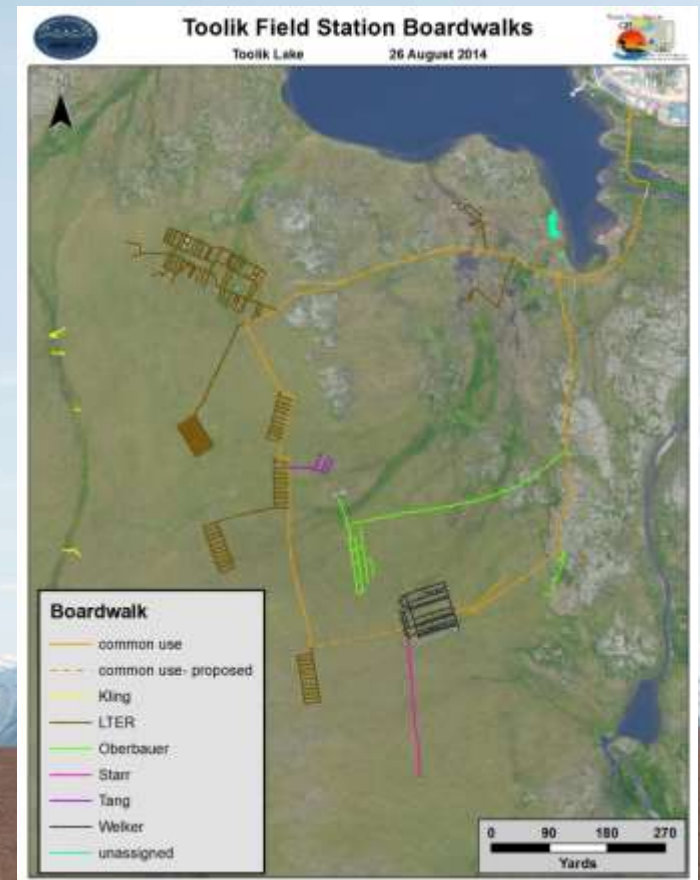 Toolik Field Station Boardwalks
Toolik Lake 26 August 2014
Boardwalk
common use
common use- proposed
Kling
LTER
Oberbauer
Starr
Tang
Welker
unassigned
0 90 180 270
Yards